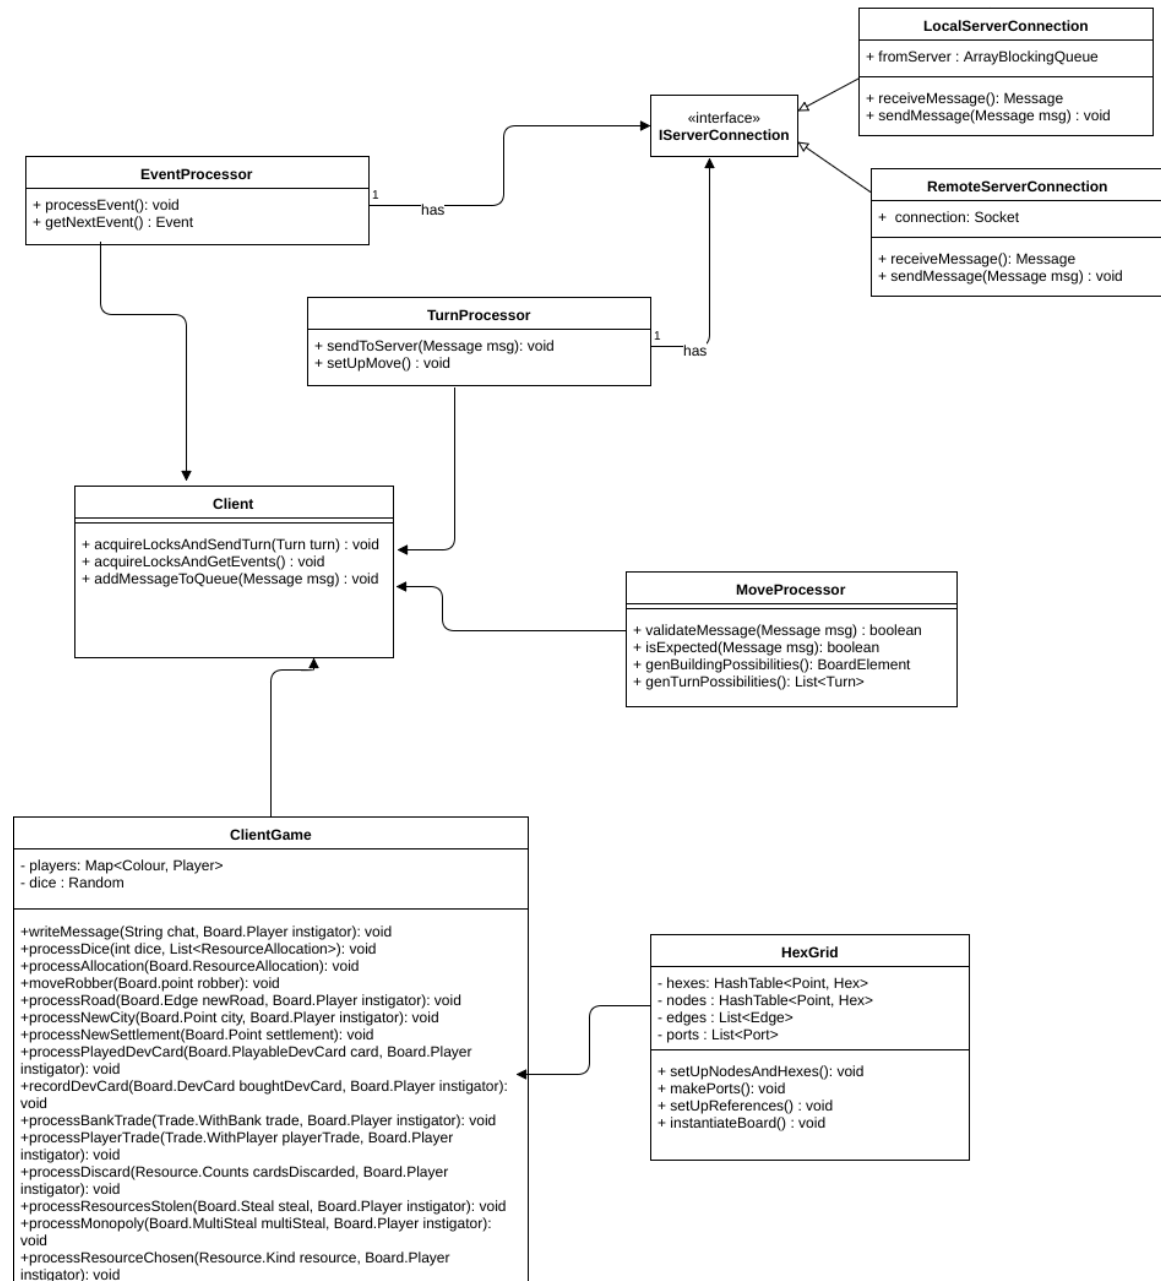 LocalServerConnection
+ fromServer : ArrayBlockingQueue
+ receiveMessage(): Message
+ sendMessage(Message msg) : void
«interface»
IServerConnection
RemoteServerConnection
+  connection: Socket
+ receiveMessage(): Message
+ sendMessage(Message msg) : void
EventProcessor
+ processEvent(): void
+ getNextEvent() : Event
1
has
TurnProcessor
+ sendToServer(Message msg): void
+ setUpMove() : void
1
has
Client
+ acquireLocksAndSendTurn(Turn turn) : void
+ acquireLocksAndGetEvents() : void
+ addMessageToQueue(Message msg) : void
MoveProcessor
+ validateMessage(Message msg) : boolean
+ isExpected(Message msg): boolean
+ genBuildingPossibilities(): BoardElement
+ genTurnPossibilities(): List<Turn>
ClientGame
- players: Map<Colour, Player>
- dice : Random
+writeMessage(String chat, Board.Player instigator): void
+processDice(int dice, List<ResourceAllocation>): void
+processAllocation(Board.ResourceAllocation): void
+moveRobber(Board.point robber): void
+processRoad(Board.Edge newRoad, Board.Player instigator): void
+processNewCity(Board.Point city, Board.Player instigator): void
+processNewSettlement(Board.Point settlement): void
+processPlayedDevCard(Board.PlayableDevCard card, Board.Player
instigator): void
+recordDevCard(Board.DevCard boughtDevCard, Board.Player instigator):
void
+processBankTrade(Trade.WithBank trade, Board.Player instigator): void
+processPlayerTrade(Trade.WithPlayer playerTrade, Board.Player
instigator): void
+processDiscard(Resource.Counts cardsDiscarded, Board.Player
instigator): void
+processResourcesStolen(Board.Steal steal, Board.Player instigator): void
+processMonopoly(Board.MultiSteal multiSteal, Board.Player instigator):
void
+processResourceChosen(Resource.Kind resource, Board.Player
instigator): void
HexGrid
- hexes: HashTable<Point, Hex>
- nodes : HashTable<Point, Hex>
- edges : List<Edge>
- ports : List<Port>
+ setUpNodesAndHexes(): void
+ makePorts(): void
+ setUpReferences() : void
+ instantiateBoard() : void